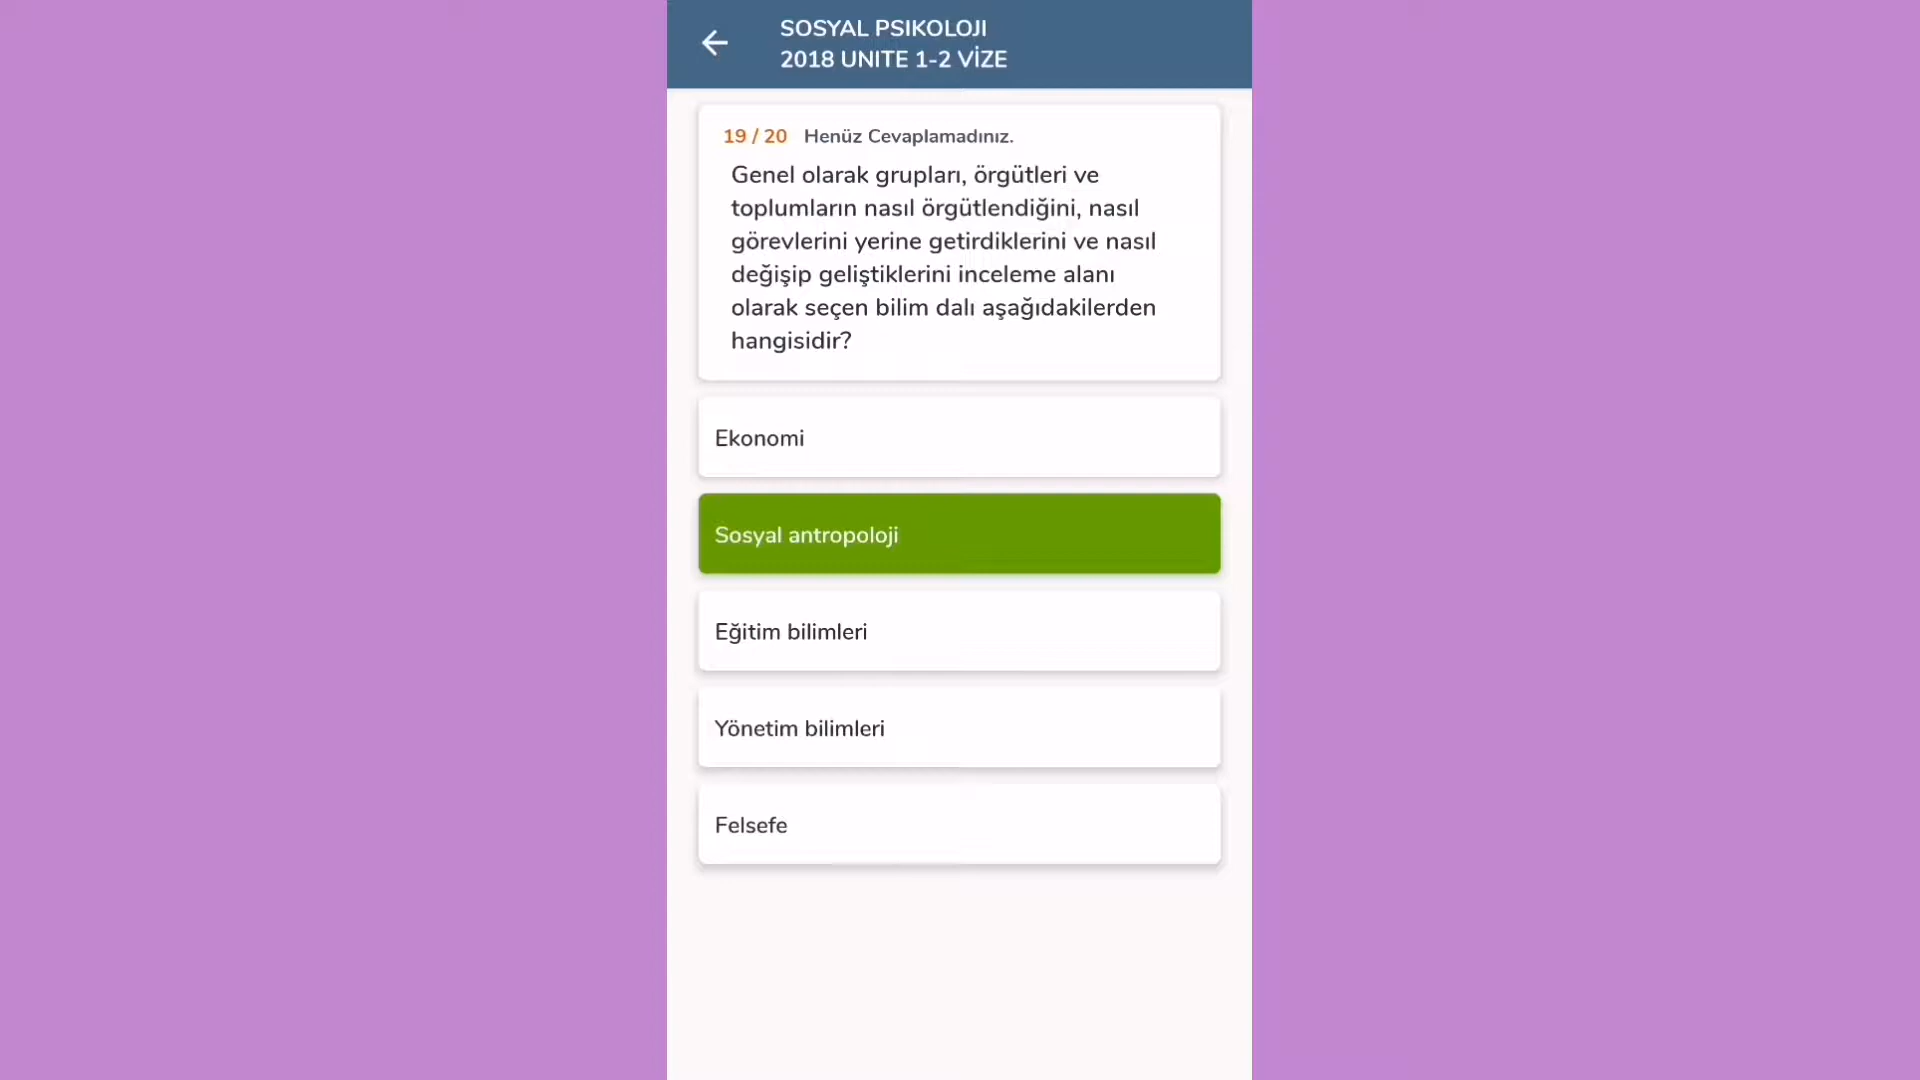 SOSYAL PSIKOLOJI
2018 UNITE 1-2 VİZE
19 / 20 Henüz Cevaplamadınız.
Genel olarak grupları, örgütleri ve
toplumların nasıl örgütlendiğini, nasıl
görevlerini yerine getirdiklerini ve nasıl
değişip geliştiklerini inceleme alanı
olarak seçen bilim dalı aşağıdakilerden
hangisidir?
Ekonomi
Sosyal antropoloji
Eğitim bilimleri
Yönetim bilimleri
Felsefe